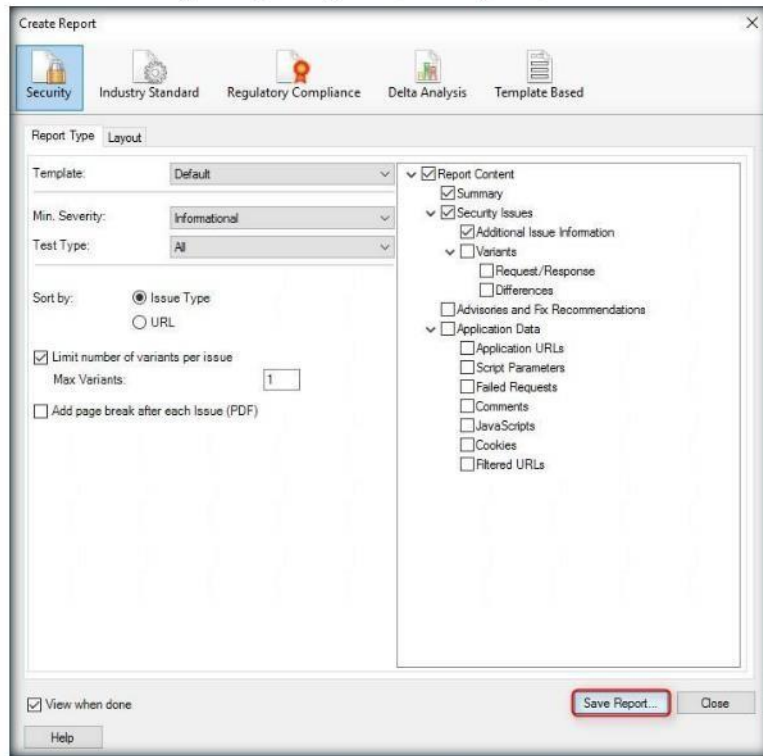 Create Report
Security Industry Standard Regulatory Compliance Delta Analysis Template Based
Report Type Layout
Template: Default
Min. Severity: Informational
Test Type: All
Sort by: Issue Type
URL
Limit number of variants per issue
Max Variants: 1
Add page break after each Issue (PDF)
Report Content
Summary
Security Issues
Additional Issue Information
Variants
Request/Response
Differences
Advisories and Fix Recommendations
Application Data
Application URLs
Script Parameters
Failed Requests
Comments
JavaScripts
Cookies
Filtered URLs
View when done
Save Report... Close
Help